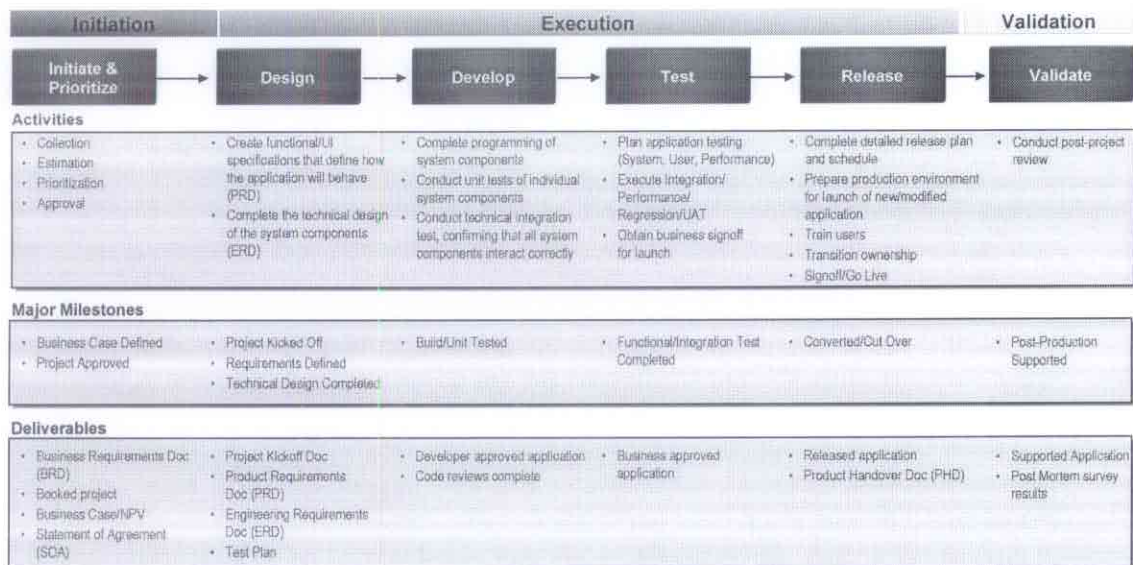 Initiation
Execution
Validation
Initiate &
Prioritize
Design
Develop
Test
Release
Validate
Activities
• Collection
• Estimation
• Prioritization
• Approval
• Create functional/UI
specifications that define how
the application will behave
(PRD)
• Complete the technical design
of the system components
(ERD)
• Complete programming of
system components
• Conduct unit tests of individual
system components
• Conduct technical integration
test, confirming that all system
components interact correctly
• Plan application testing
(System, User, Performance)
• Execute Integration/
Performance/
Regression/UAT
• Obtain business signoff
for launch
• Complete detailed release plan
and schedule
• Prepare production environment
for launch of new/modified
application
• Train users
• Transition ownership
• Signoff/Go Live
• Conduct post-project
review
Major Milestones
• Business Case Defined
• Project Approved
• Project Kicked Off
• Requirements Defined
• Technical Design Completed
• Build/Unit Tested
• Functional/Integration Test
Completed
• Converted/Cut Over
• Post-Production
Supported
Deliverables
• Business Requirements Doc
(BRD)
• Booked project
• Business Case/NPV
• Statement of Agreement
(SOA)
• Project Kickoff Doc
• Product Requirements
Doc (PRD)
• Engineering Requirements
Doc (ERD)
• Test Plan
• Developer approved application
• Code reviews complete
• Business approved
application
• Released application
• Product Handover Doc (PHD)
• Supported Application
• Post Mortem survey
results